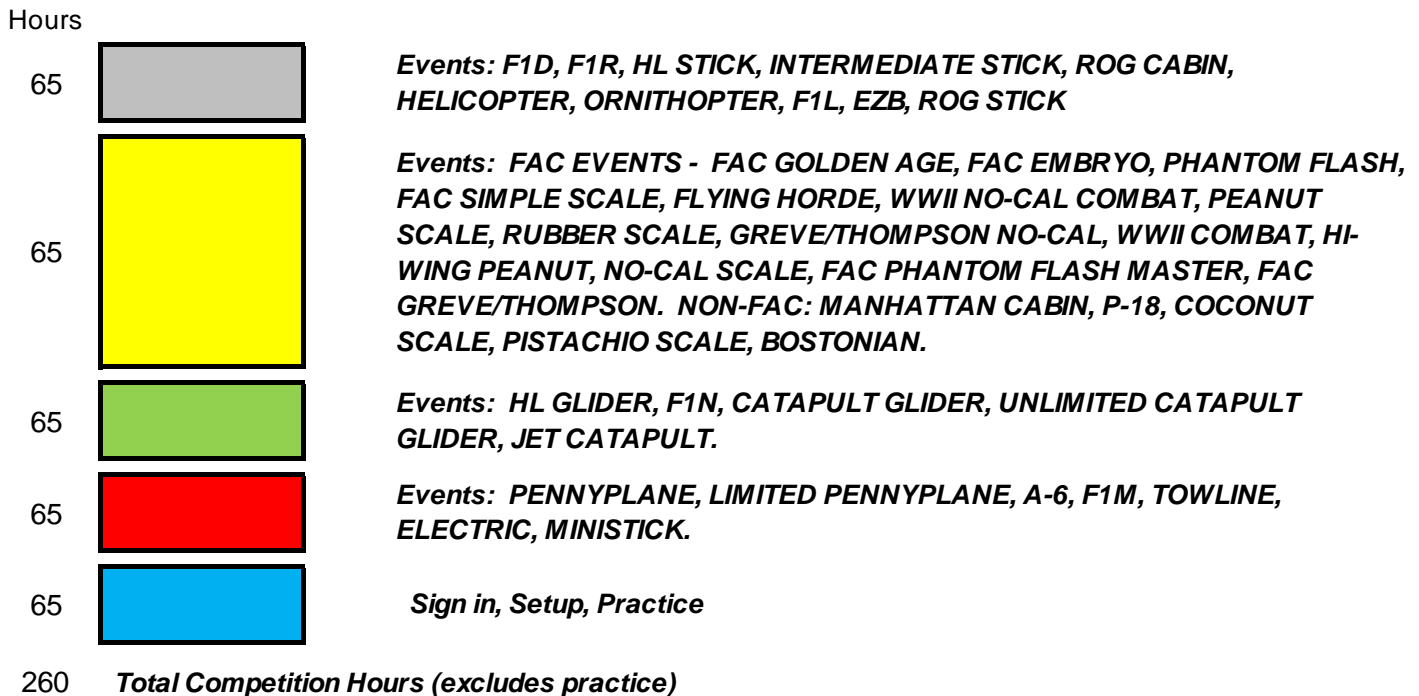 Hours
65
Events: F1D, F1R, HL STICK, INTERMEDIATE STICK, ROG CABIN,
HELICOPTER, ORNITHOPTER, F1L, EZB, ROG STICK
65
Events: FAC EVENTS - FAC GOLDEN AGE, FAC EMBRYO, PHANTOM FLASH,
FAC SIMPLE SCALE, FLYING HORDE, WWII NO-CAL COMBAT, PEANUT
SCALE, RUBBER SCALE, GREVE/THOMPSON NO-CAL, WWII COMBAT, HI-
WING PEANUT, NO-CAL SCALE, FAC PHANTOM FLASH MASTER, FAC
GREVE/THOMPSON. NON-FAC: MANHATTAN CABIN, P-18, COCONUT
SCALE, PISTACHIO SCALE, BOSTONIAN.
65
Events: HL GLIDER, F1N, CATAPULT GLIDER, UNLIMITED CATAPULT
GLIDER, JET CATAPULT.
65
Events: PENNYPLANE, LIMITED PENNYPLANE, A-6, F1M, TOWLINE,
ELECTRIC, MINISTICK.
65
Sign in, Setup, Practice
260 Total Competition Hours (excludes practice)